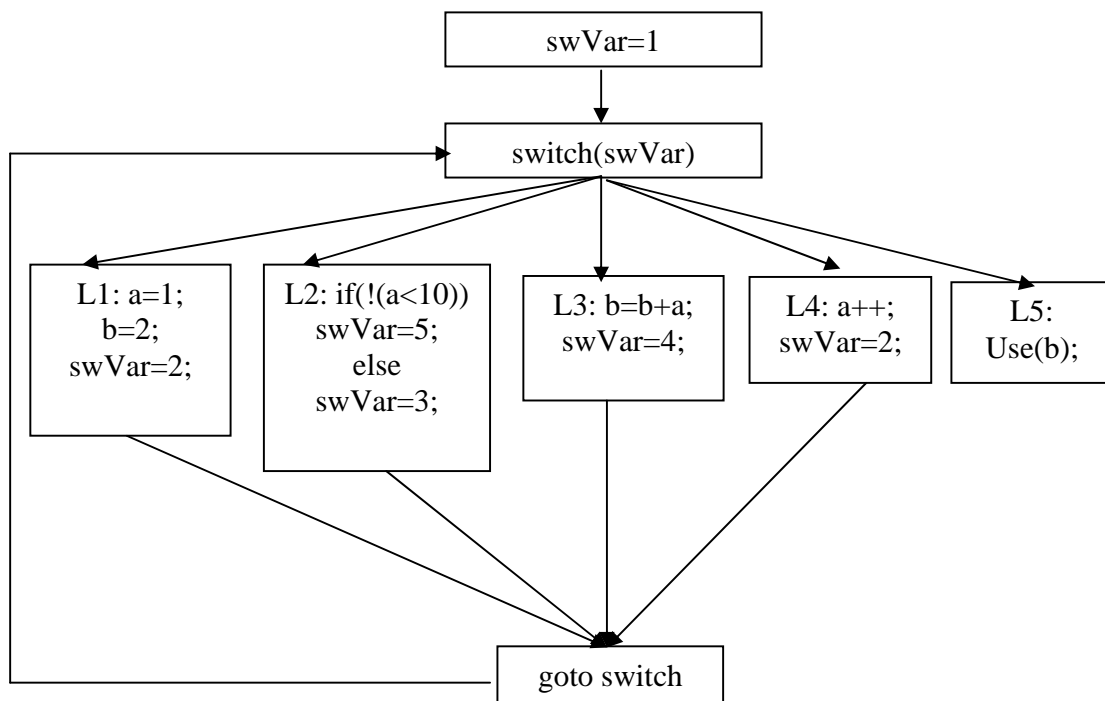 swVar=1
switch(swVar)
L1: a=1;
b=2;
swVar=2;
L2: if(!(a<10))
swVar=5;
else
swVar=3;
L3: b=b+a;
swVar=4;
L4: a++;
swVar=2;
L5:
Use(b);
goto switch